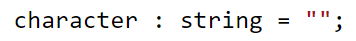 character : string = "";